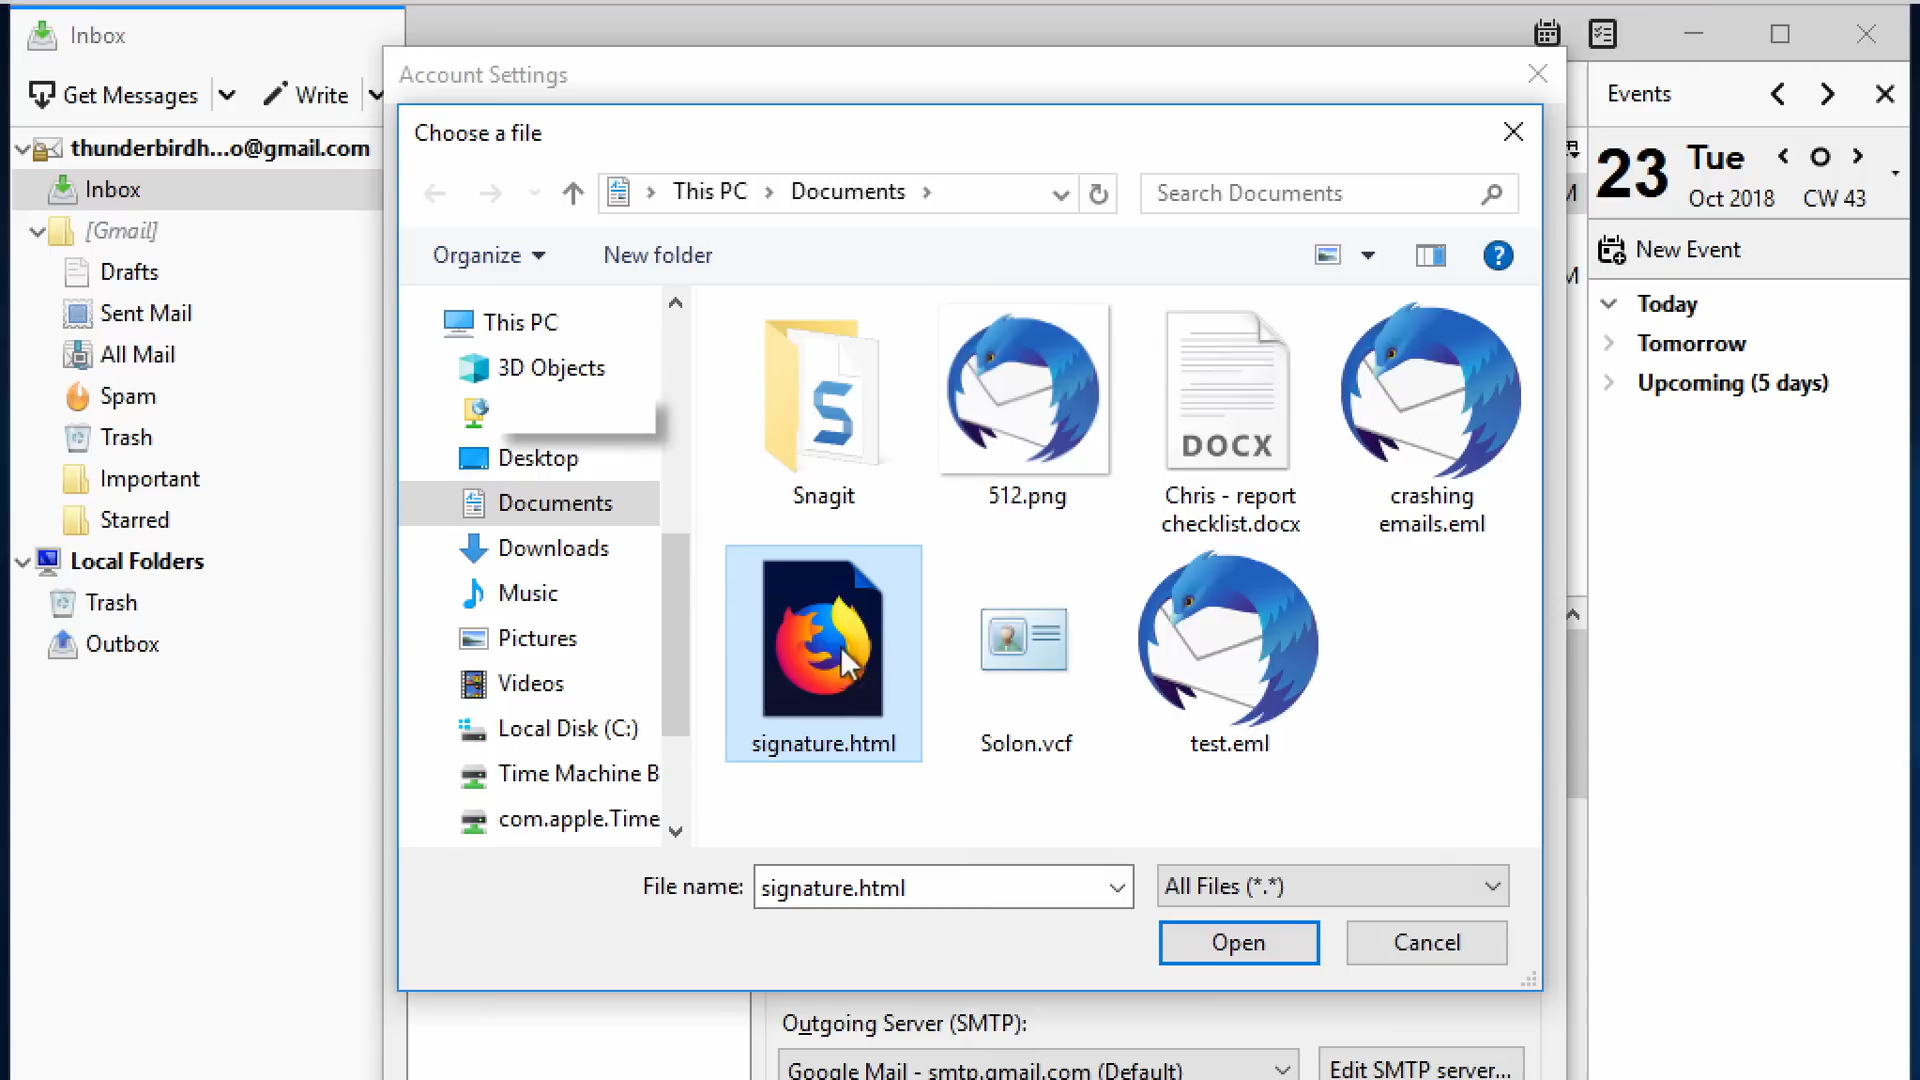 Inbox
Get Messages
Write
thunderbirdh...o@gmail.com
Inbox
[Gmail]
Drafts
Sent Mail
All Mail
Spam
Trash
Important
Starred
Local Folders
Trash
Outbox
Account Settings
Choose a file
This PC
Documents
Search Documents
Organize
New folder
?
This PC
3D Objects
Desktop
Documents
Downloads
Music
Pictures
Videos
Local Disk (C:)
Time Machine B
com.apple.Time
S
Snagit
512.png
DOCX
Chris - report
checklist.docx
crashing
emails.eml
signature.html
Solon.vcf
test.eml
File name:
signature.html
All Files (*.*)
Open
Cancel
Outgoing Server (SMTP):
Google Mail - smtp.gmail.com (Default)
Edit SMTP server...
Events
23
Tue
Oct 2018
CW 43
New Event
Today
Tomorrow
Upcoming (5 days)